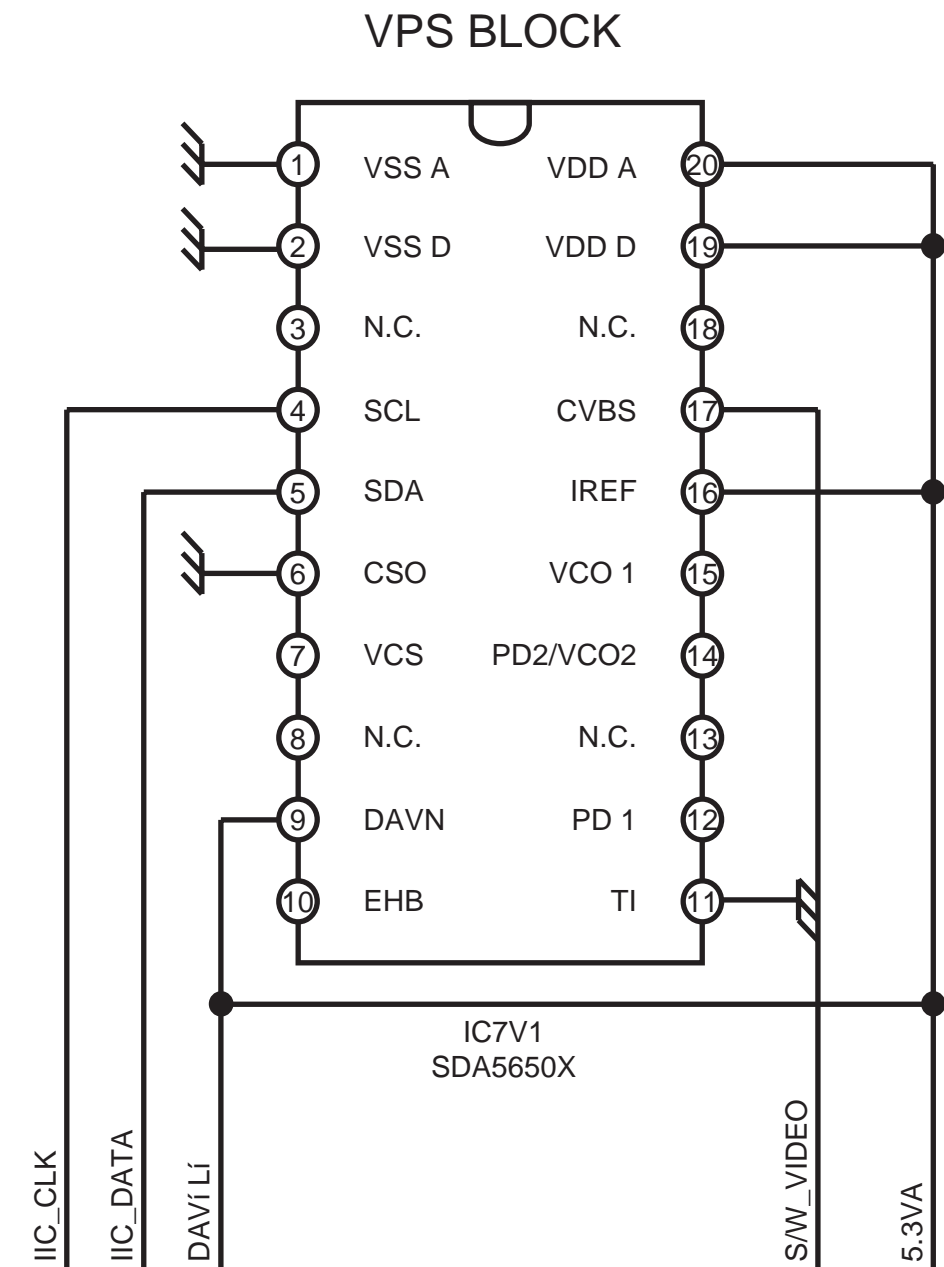 VPS BLOCK
1 VSS A VDD A 20
2 VSS D VDD D 19
3 N.C. N.C. 18
4 SCL CVBS 17
5 SDA IREF 16
6 CSO VCO 1 15
7 VCS PD2/VCO2 14
8 N.C. N.C. 13
9 DAVN PD 1 12
10 EHB TI 11
IC7V1
SDA5650X
IIC_CLK
IIC_DATA
DAVí Lí
S/W_VIDEO
5.3VA